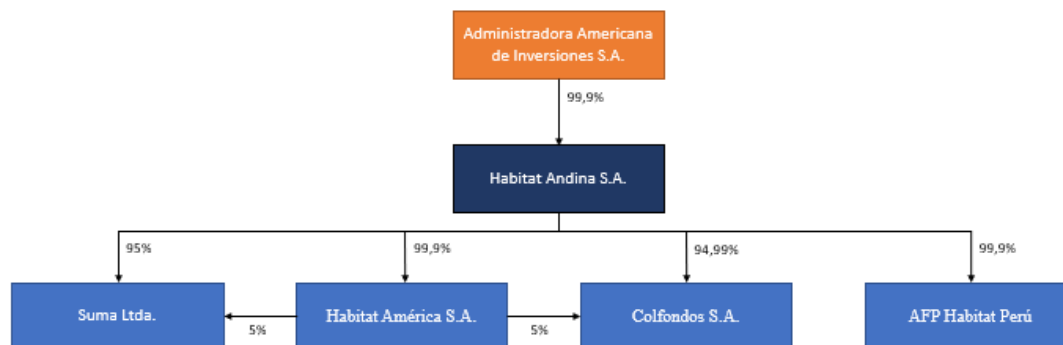 Administradora Americana
de Inversiones S.A.
99,9%
Habitat Andina S.A.
95%
99,9%
94,99%
99,9%
Suma Ltda.
5%
Habitat América S.A.
5%
Colfondos S.A.
AFP Habitat Perú